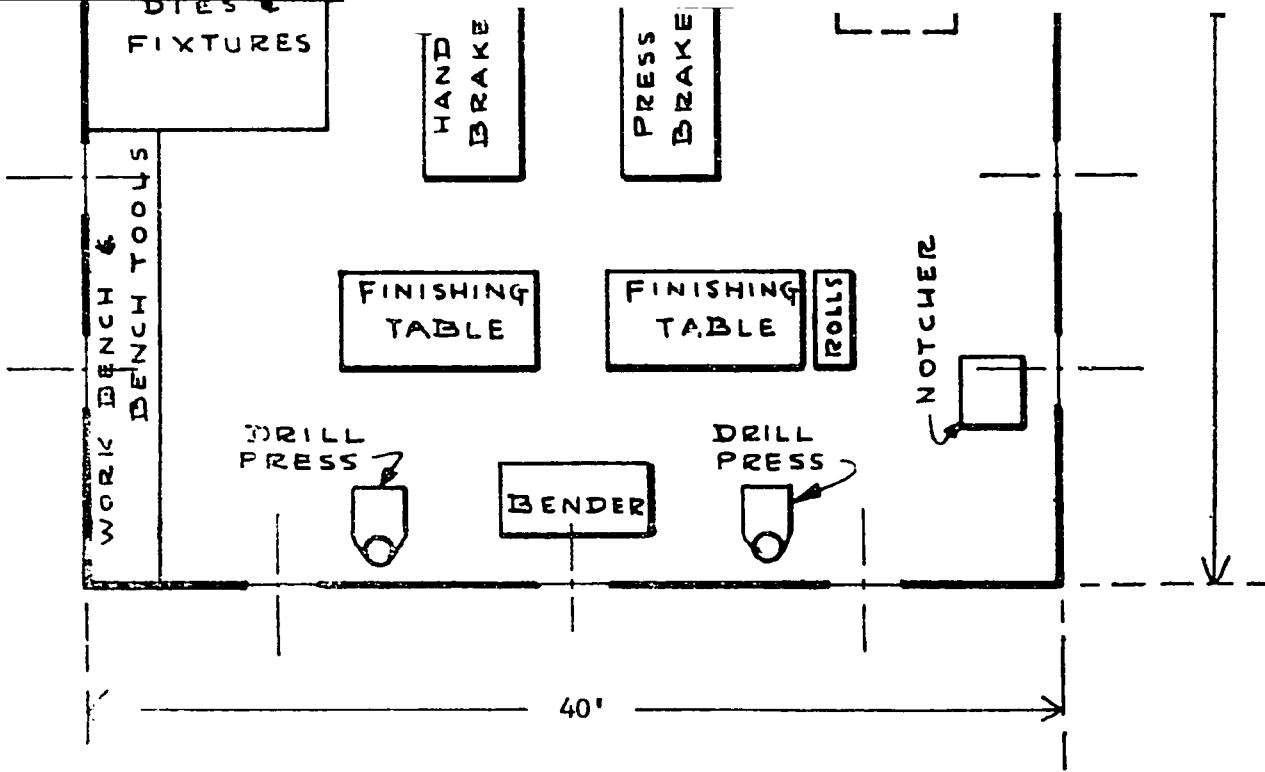 DIES &
FIXTURES
HAND
BRAKE
PRESS
BRAKE
WORK BENCH &
BENCH TOOLS
FINISHING
TABLE
FINISHING
TABLE
ROLLS
NOTCHER
DRILL
PRESS
BENDER
DRILL
PRESS
40'